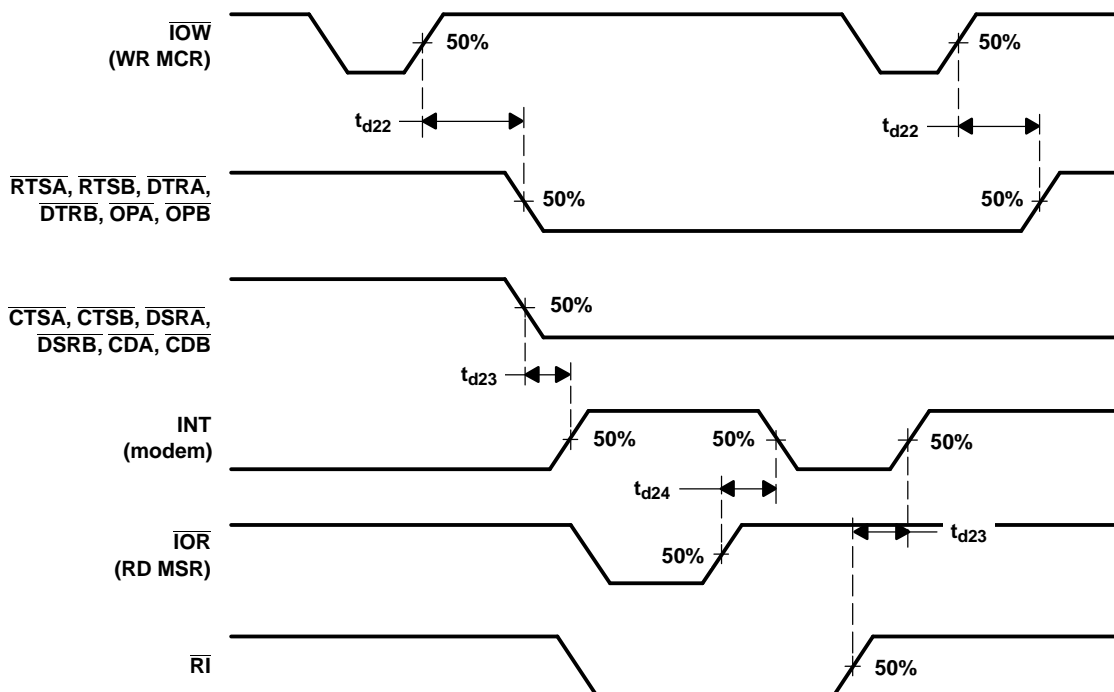 IOW
(WR MCR)
50%
50%
td22
td22
RTSA, RTSB, DTRA,
DTRB, OPA, OPB
50%
50%
CTSA, CTSB, DSRA,
DSRB, CDA, CDB
50%
td23
INT
(modem)
50%
50%
50%
td24
IOR
(RD MSR)
50%
td23
RI
50%